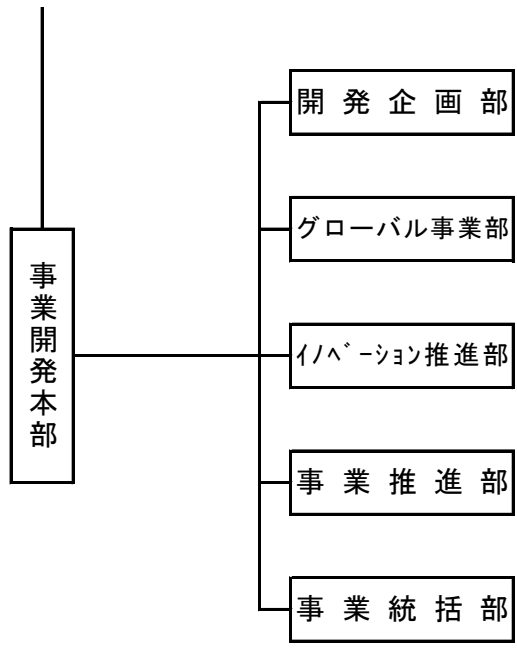 開発企画部
グローバル事業部
事業開発本部
ｲﾉﾍﾞｰｼｮﾝ推進部
事業推進部
事業統括部